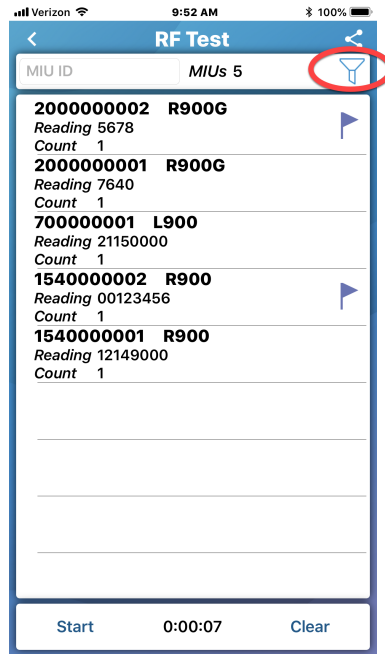 Verizon 9:52 AM 100%
RF Test
MIU ID MIUs 5
2000000002 R900G
Reading 5678
Count 1
2000000001 R900G
Reading 7640
Count 1
700000001 L900
Reading 21150000
Count 1
1540000002 R900
Reading 00123456
Count 1
1540000001 R900
Reading 12149000
Count 1
Start 0:00:07 Clear